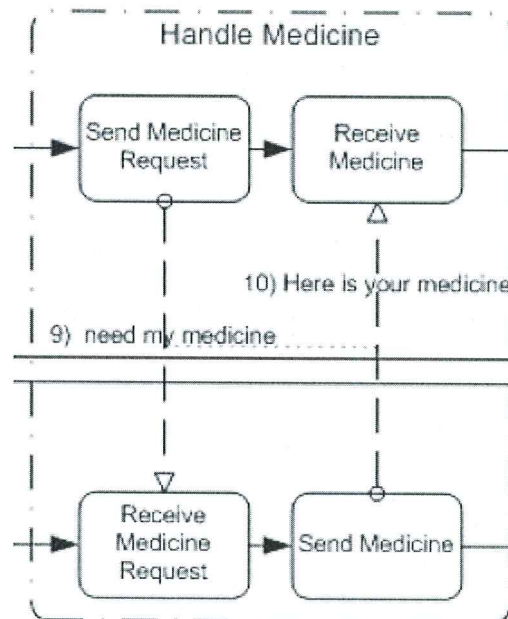 Handle Medicine
Send Medicine
Request
Receive
Medicine
10) Here is your medicine
9) need my medicine
Receive
Medicine
Request
Send Medicine